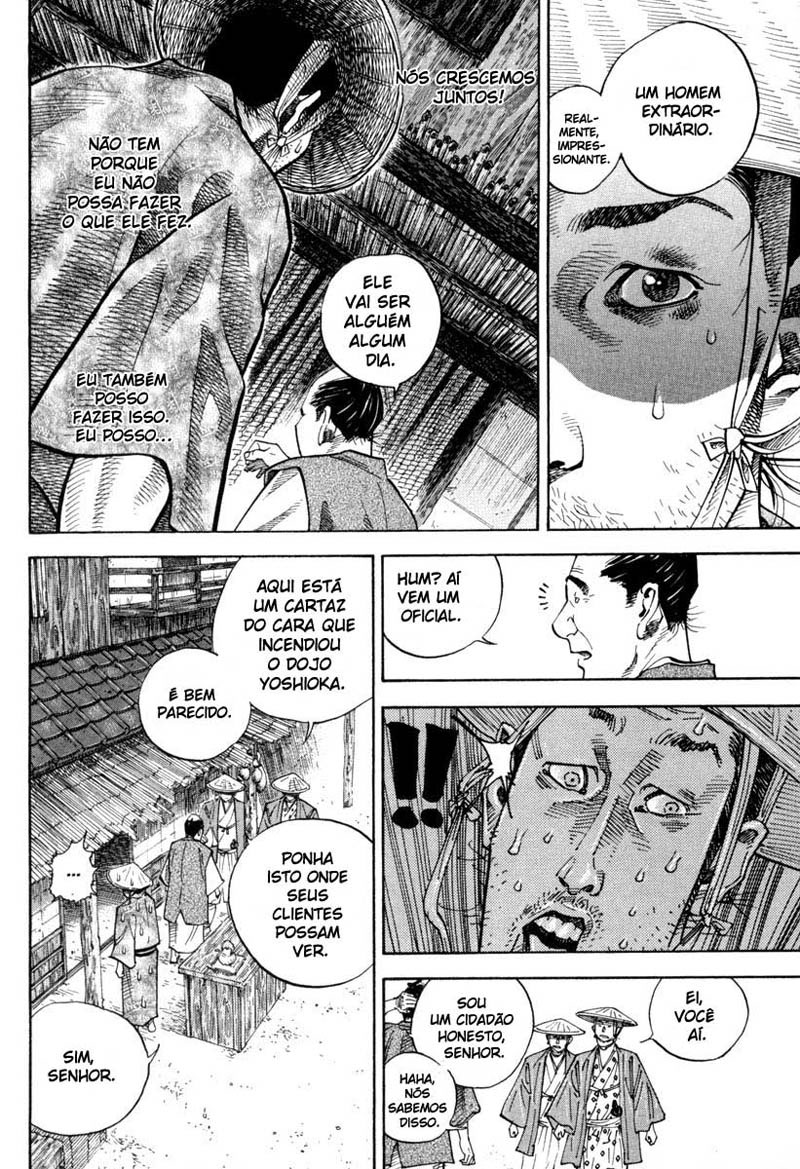 UM HOMEM
EXTRAOR-
DINÁRIO.
REAL-
MENTE,
IMPRES-
SIONANTE.
NÓS CRESCEMOS
JUNTOS!
NÃO TEM
PORQUE
EU NÃO
POSSA FAZER
O QUE ELE FEZ.
ELE
VAI SER
ALGUÉM
ALGUM
DIA.
EU TAMBÉM
POSSO
FAZER ISSO.
EU POSSO...
HUM? AÍ
VEM UM
OFICIAL.
!!
EI,
VOCÊ
AÍ.
SOU
UM CIDADÃO
HONESTO,
SENHOR.
HAHA,
NÓS
SABEMOS
DISSO.
AQUI ESTÁ
UM CARTAZ
DO CARA QUE
INCENDIOU
O DOJO
YOSHIOKA.
É BEM
PARECIDO.
PONHA
ISTO ONDE
SEUS
CLIENTES
POSSAM
VER.
...
SIM,
SENHOR.